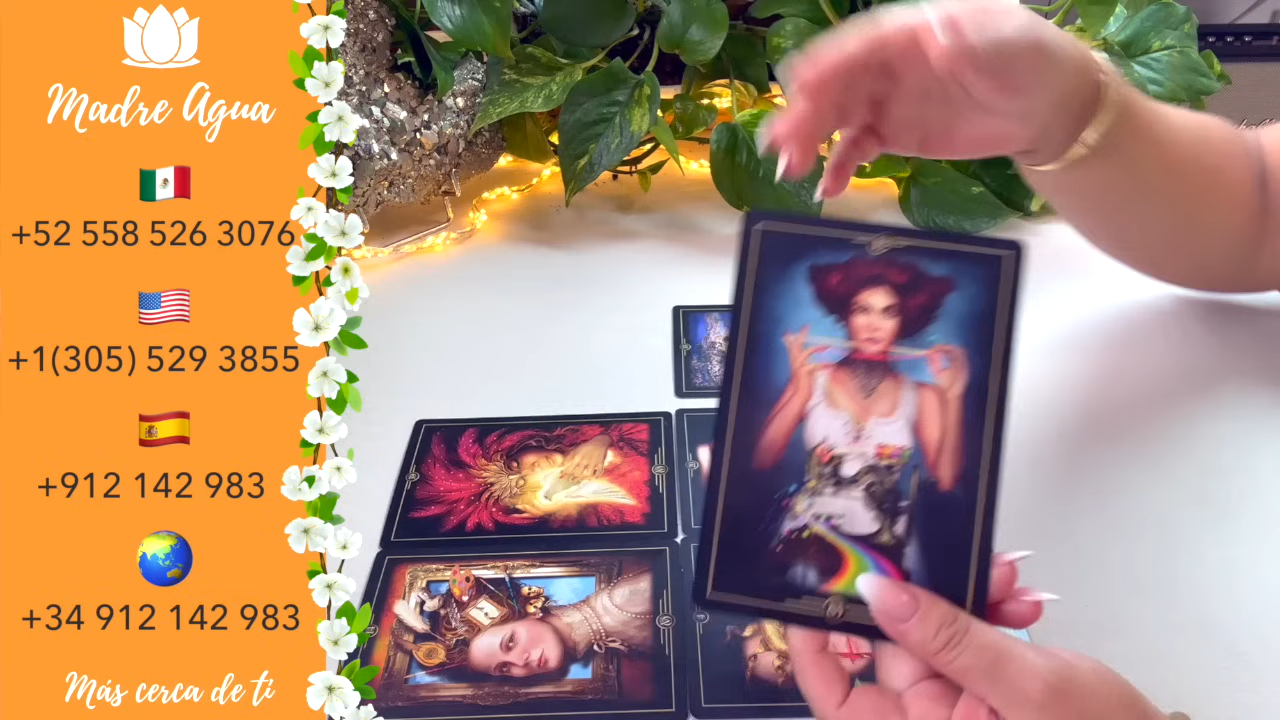 Madre Agua
+52 558 526 3076
+1(305) 529 3855
+912 142 983
+34 912 142 983
Más cerca de ti